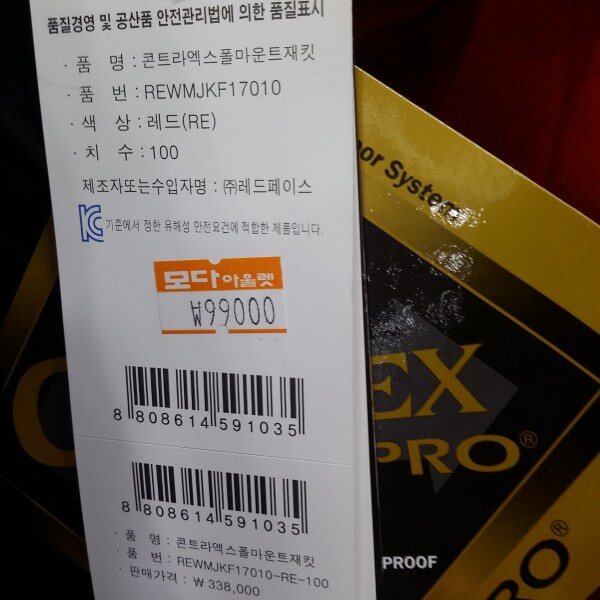 품질경영 및 공산품 안전관리법에 의한 품질표시
· 품 명 : 콘트라엑스폴마운트재킷
· 품 번 : REWMJKF17010
· 색 상 : 레드(RE)
· 치 수 : 100
제조자또는수입자명 : ㈜레드페이스
KC 기준에서 정한 유해성 안전요건에 적합한 제품입니다.
모다아울렛
₩99000
8 808614 591035
8 808614 591035
· 품 명 : 콘트라엑스폴마운트재킷
· 품 번 : REWMJKF17010-RE-100
· 판매가격 : ₩ 338,000
System
EX
PRO®
PROOF
PRO®